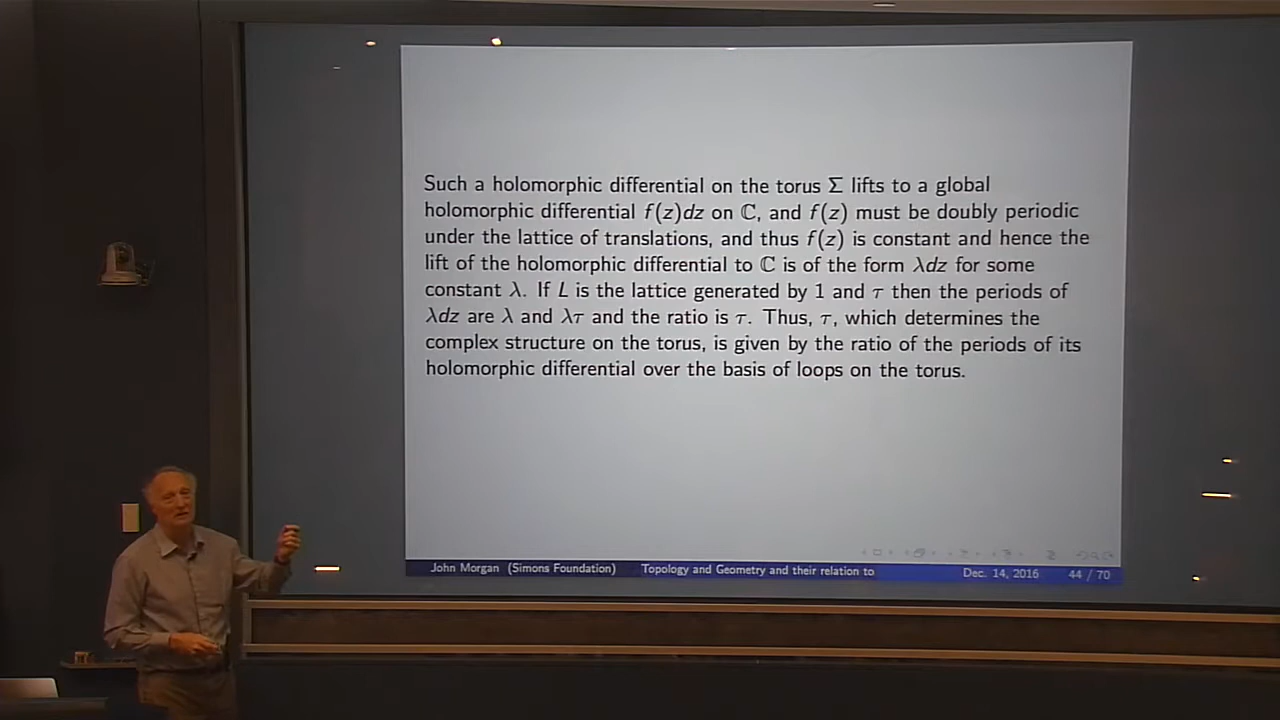 Such a holomorphic differential on the torus Σ lifts to a global
holomorphic differential f(z)dz on ℂ, and f(z) must be doubly periodic
under the lattice of translations, and thus f(z) is constant and hence the
lift of the holomorphic differential to ℂ is of the form λdz for some
constant λ. If L is the lattice generated by 1 and τ then the periods of
λdz are λ and λτ and the ratio is τ. Thus, τ, which determines the
complex structure on the torus, is given by the ratio of the periods of its
holomorphic differential over the basis of loops on the torus.
John Morgan (Simons Foundation) Topology and Geometry and their relation to Dec. 14, 2016 44 / 70